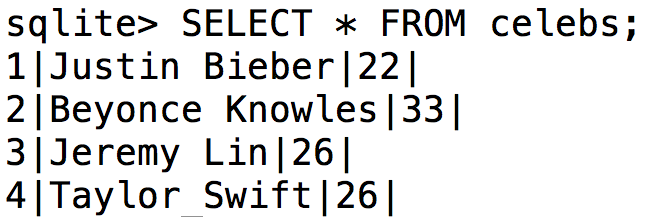 sqlite> SELECT * FROM celebs;
1|Justin Bieber|22|
2|Beyonce Knowles|33|
3|Jeremy Lin|26|
4|Taylor_Swift|26|